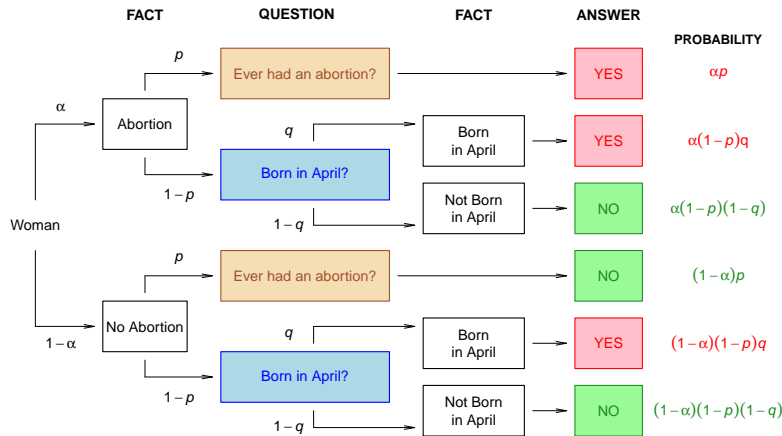 FACT QUESTION FACT ANSWER
PROBABILITY
p
Ever had an abortion? YES αp
α
Abortion
q
Born
in April
YES α(1−p)q
Born in April?
1−p
Not Born
in April
NO α(1−p)(1−q)
1−q
Woman
p
Ever had an abortion? NO (1−α)p
No Abortion
q
Born
in April
YES (1−α)(1−p)q
1−α
Born in April?
1−p
Not Born
in April
NO (1−α)(1−p)(1−q)
1−q